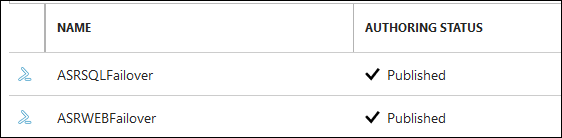 NAME AUTHORING STATUS
ASRSQLFailover Published
ASRWEBFailover Published